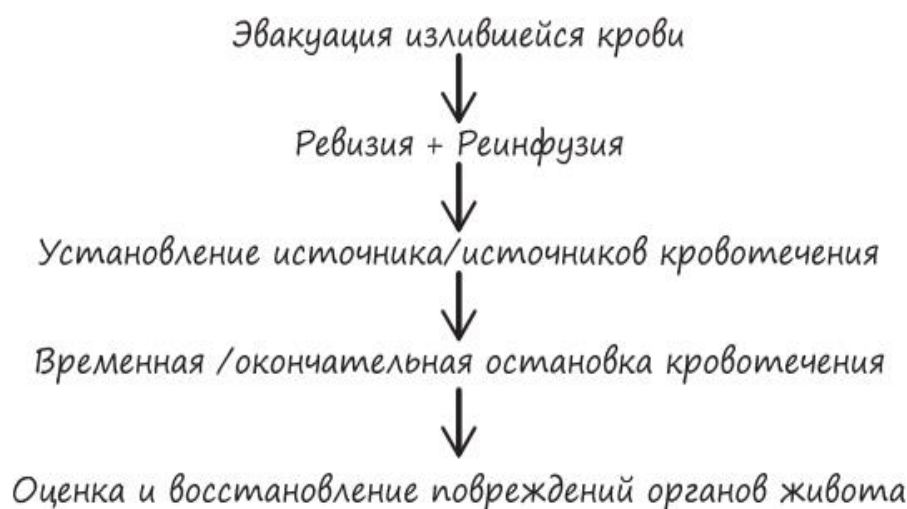 Эвакуация излившейся крови
Ревизия + Реинфузия
Установление источника/источников кровотечения
Временная /окончательная остановка кровотечения
Оценка и восстановление повреждений органов живота